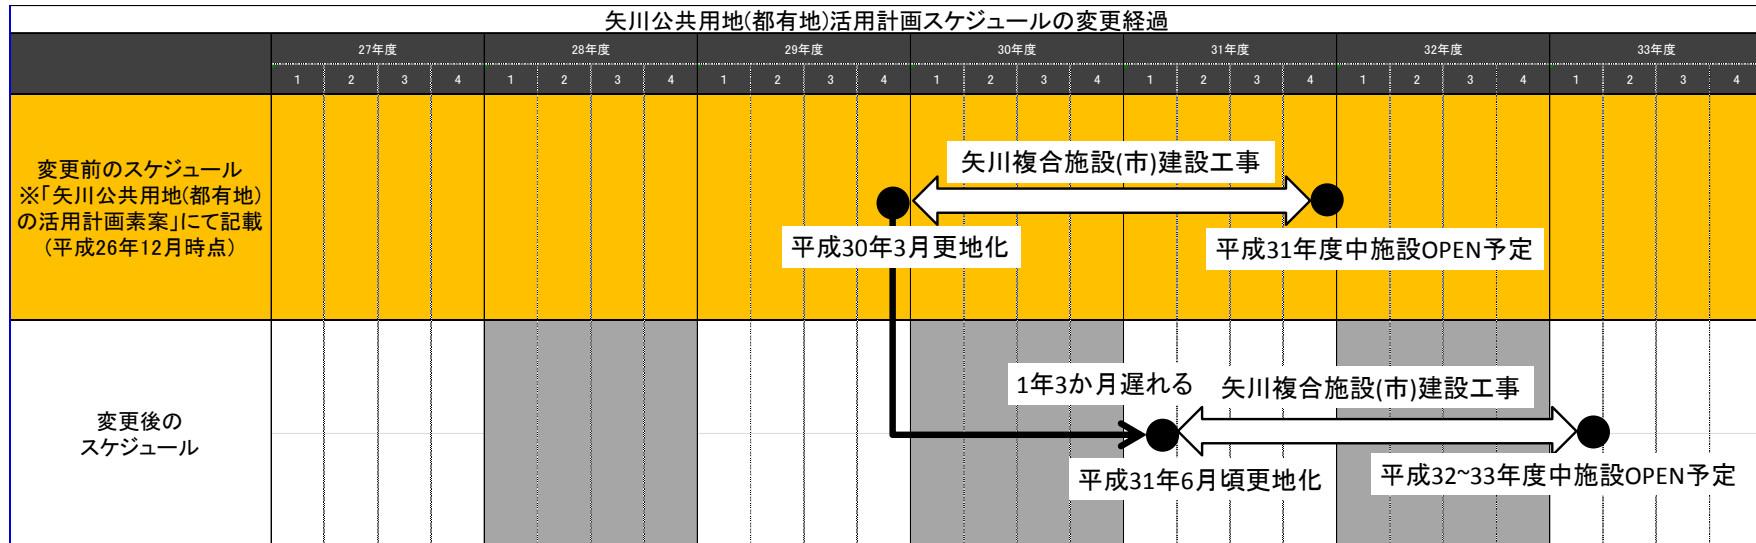 矢川公共用地(都有地)活用計画スケジュールの変更経過
27年度 28年度 29年度 30年度 31年度 32年度 33年度
1 2 3 4 1 2 3 4 1 2 3 4 1 2 3 4 1 2 3 4 1 2 3 4 1 2 3 4
変更前のスケジュール
※「矢川公共用地(都有地)
の活用計画素案」にて記載
(平成26年12月時点)
矢川複合施設(市)建設工事
平成30年3月更地化
平成31年度中施設OPEN予定
変更後の
スケジュール
1年3か月遅れる
矢川複合施設(市)建設工事
平成31年6月頃更地化
平成32~33年度中施設OPEN予定